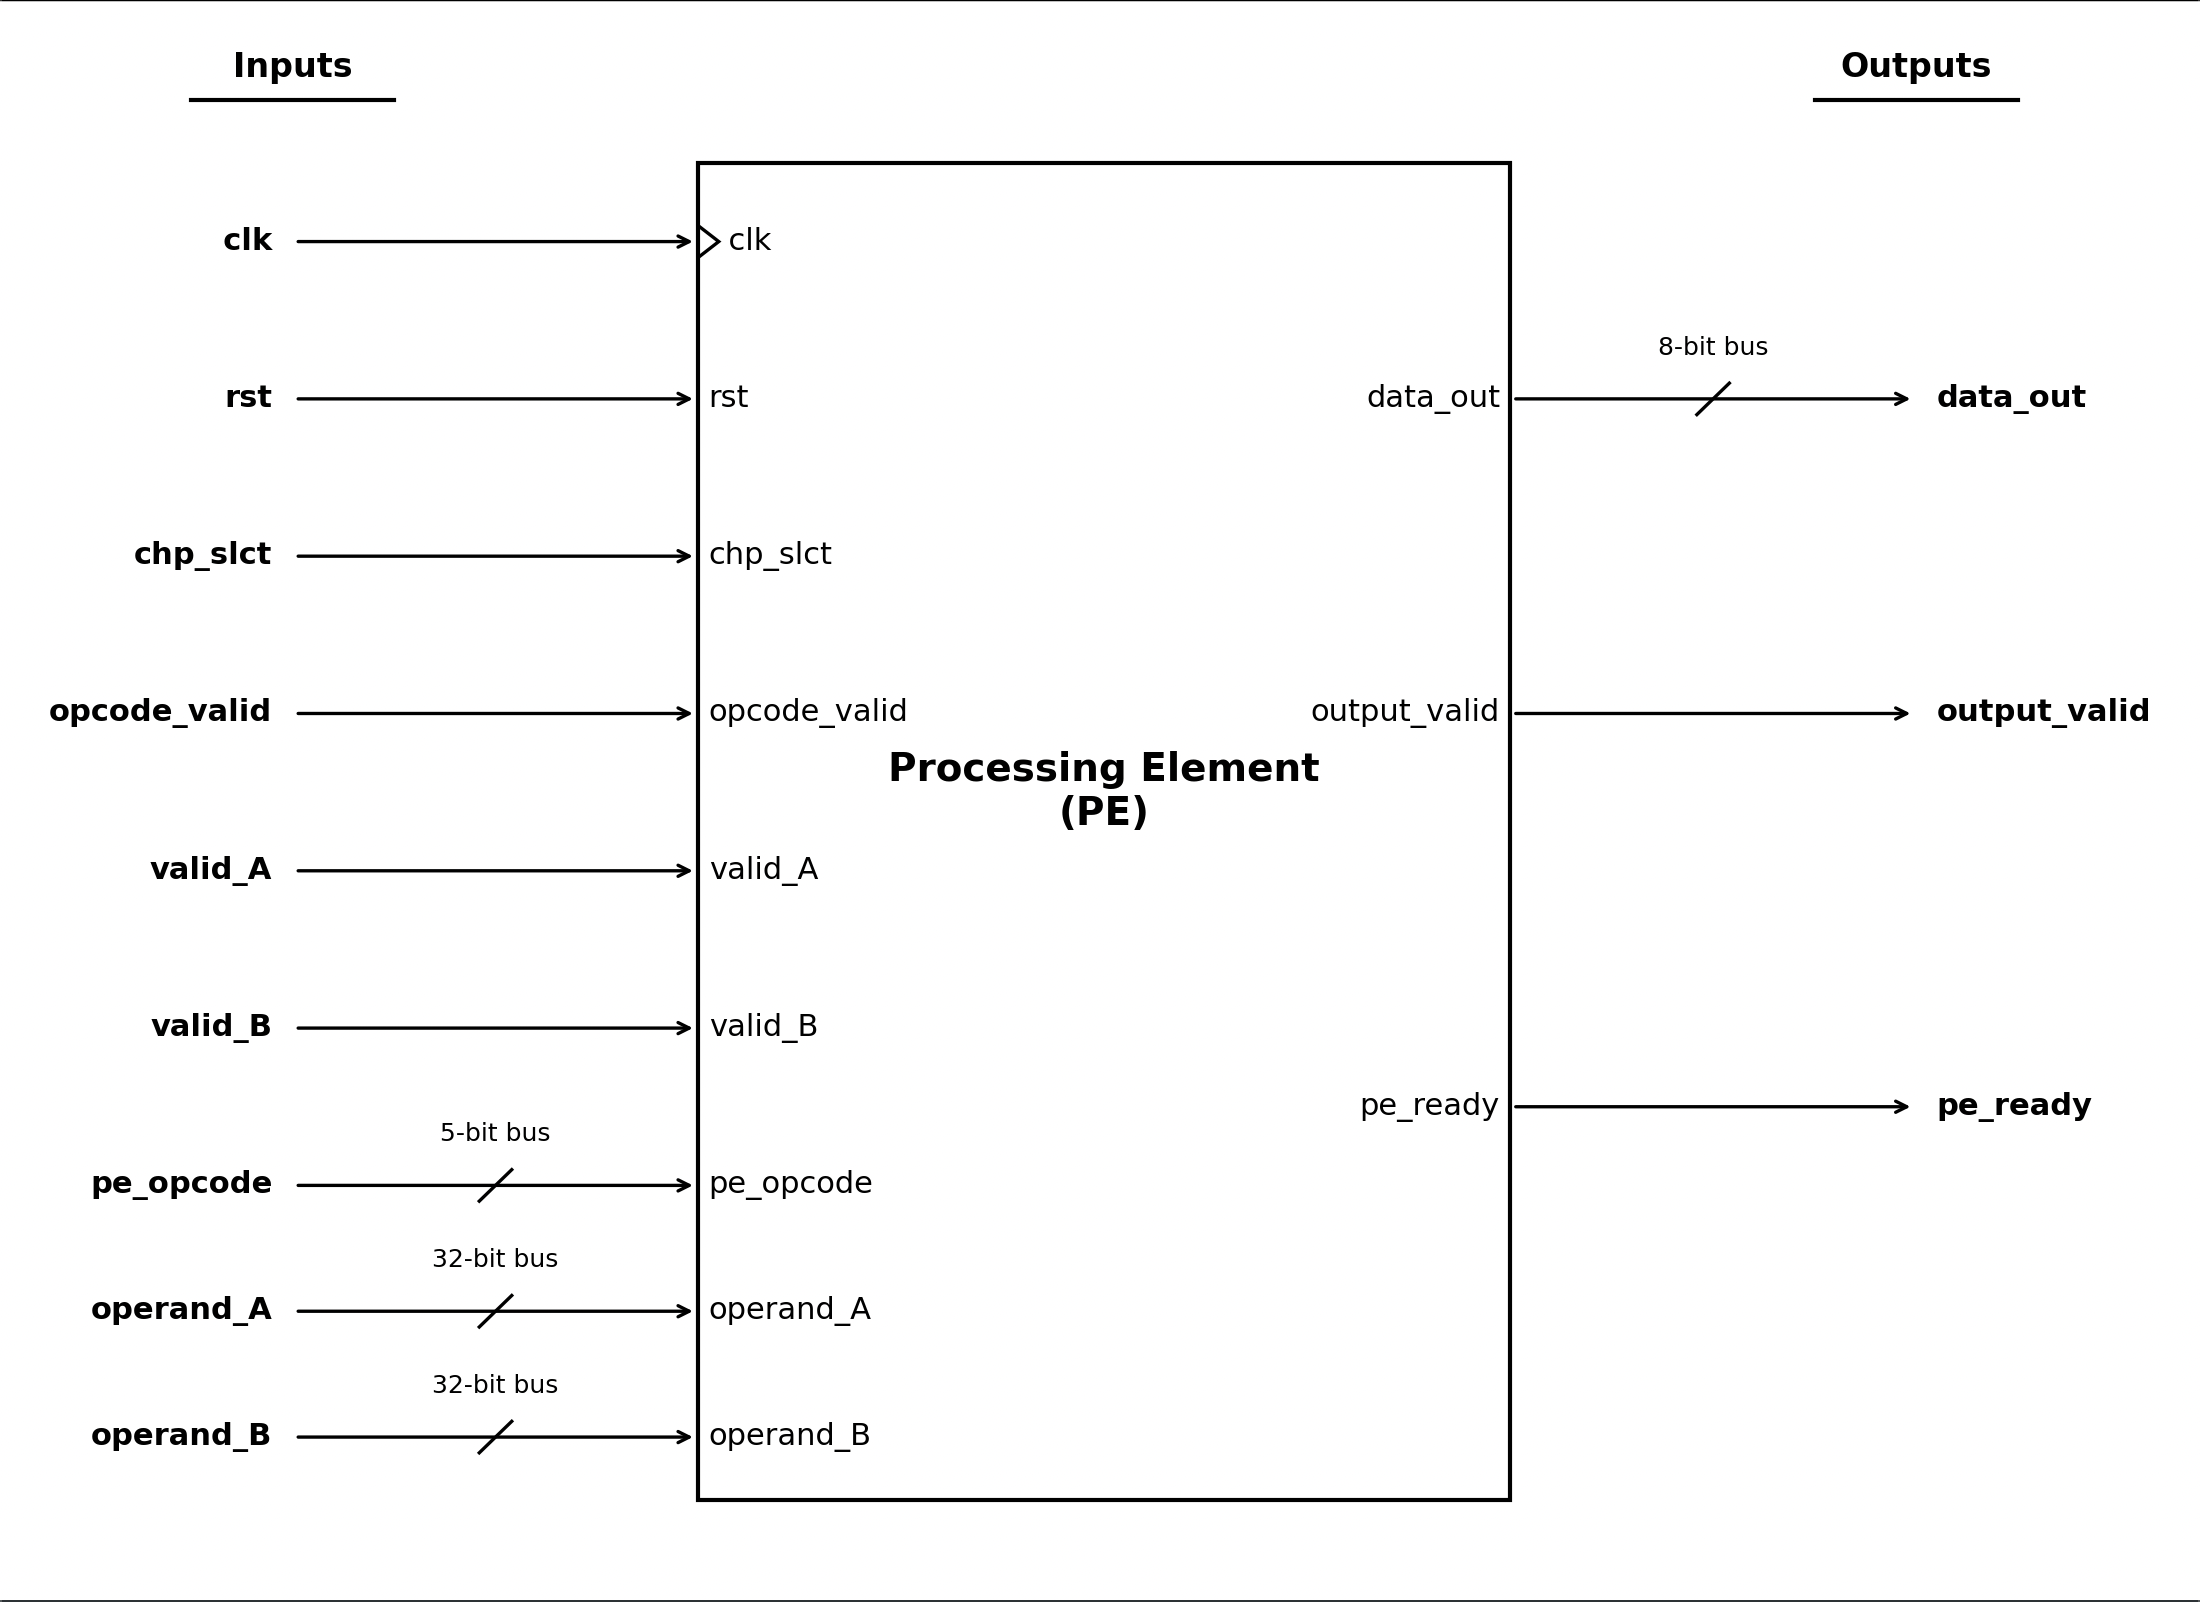 Inputs
Outputs
clk
clk
rst
rst
data_out
8-bit bus
data_out
chp_slct
chp_slct
opcode_valid
opcode_valid
output_valid
output_valid
Processing Element
(PE)
valid_A
valid_A
valid_B
valid_B
pe_ready
pe_ready
5-bit bus
pe_opcode
pe_opcode
32-bit bus
operand_A
operand_A
32-bit bus
operand_B
operand_B